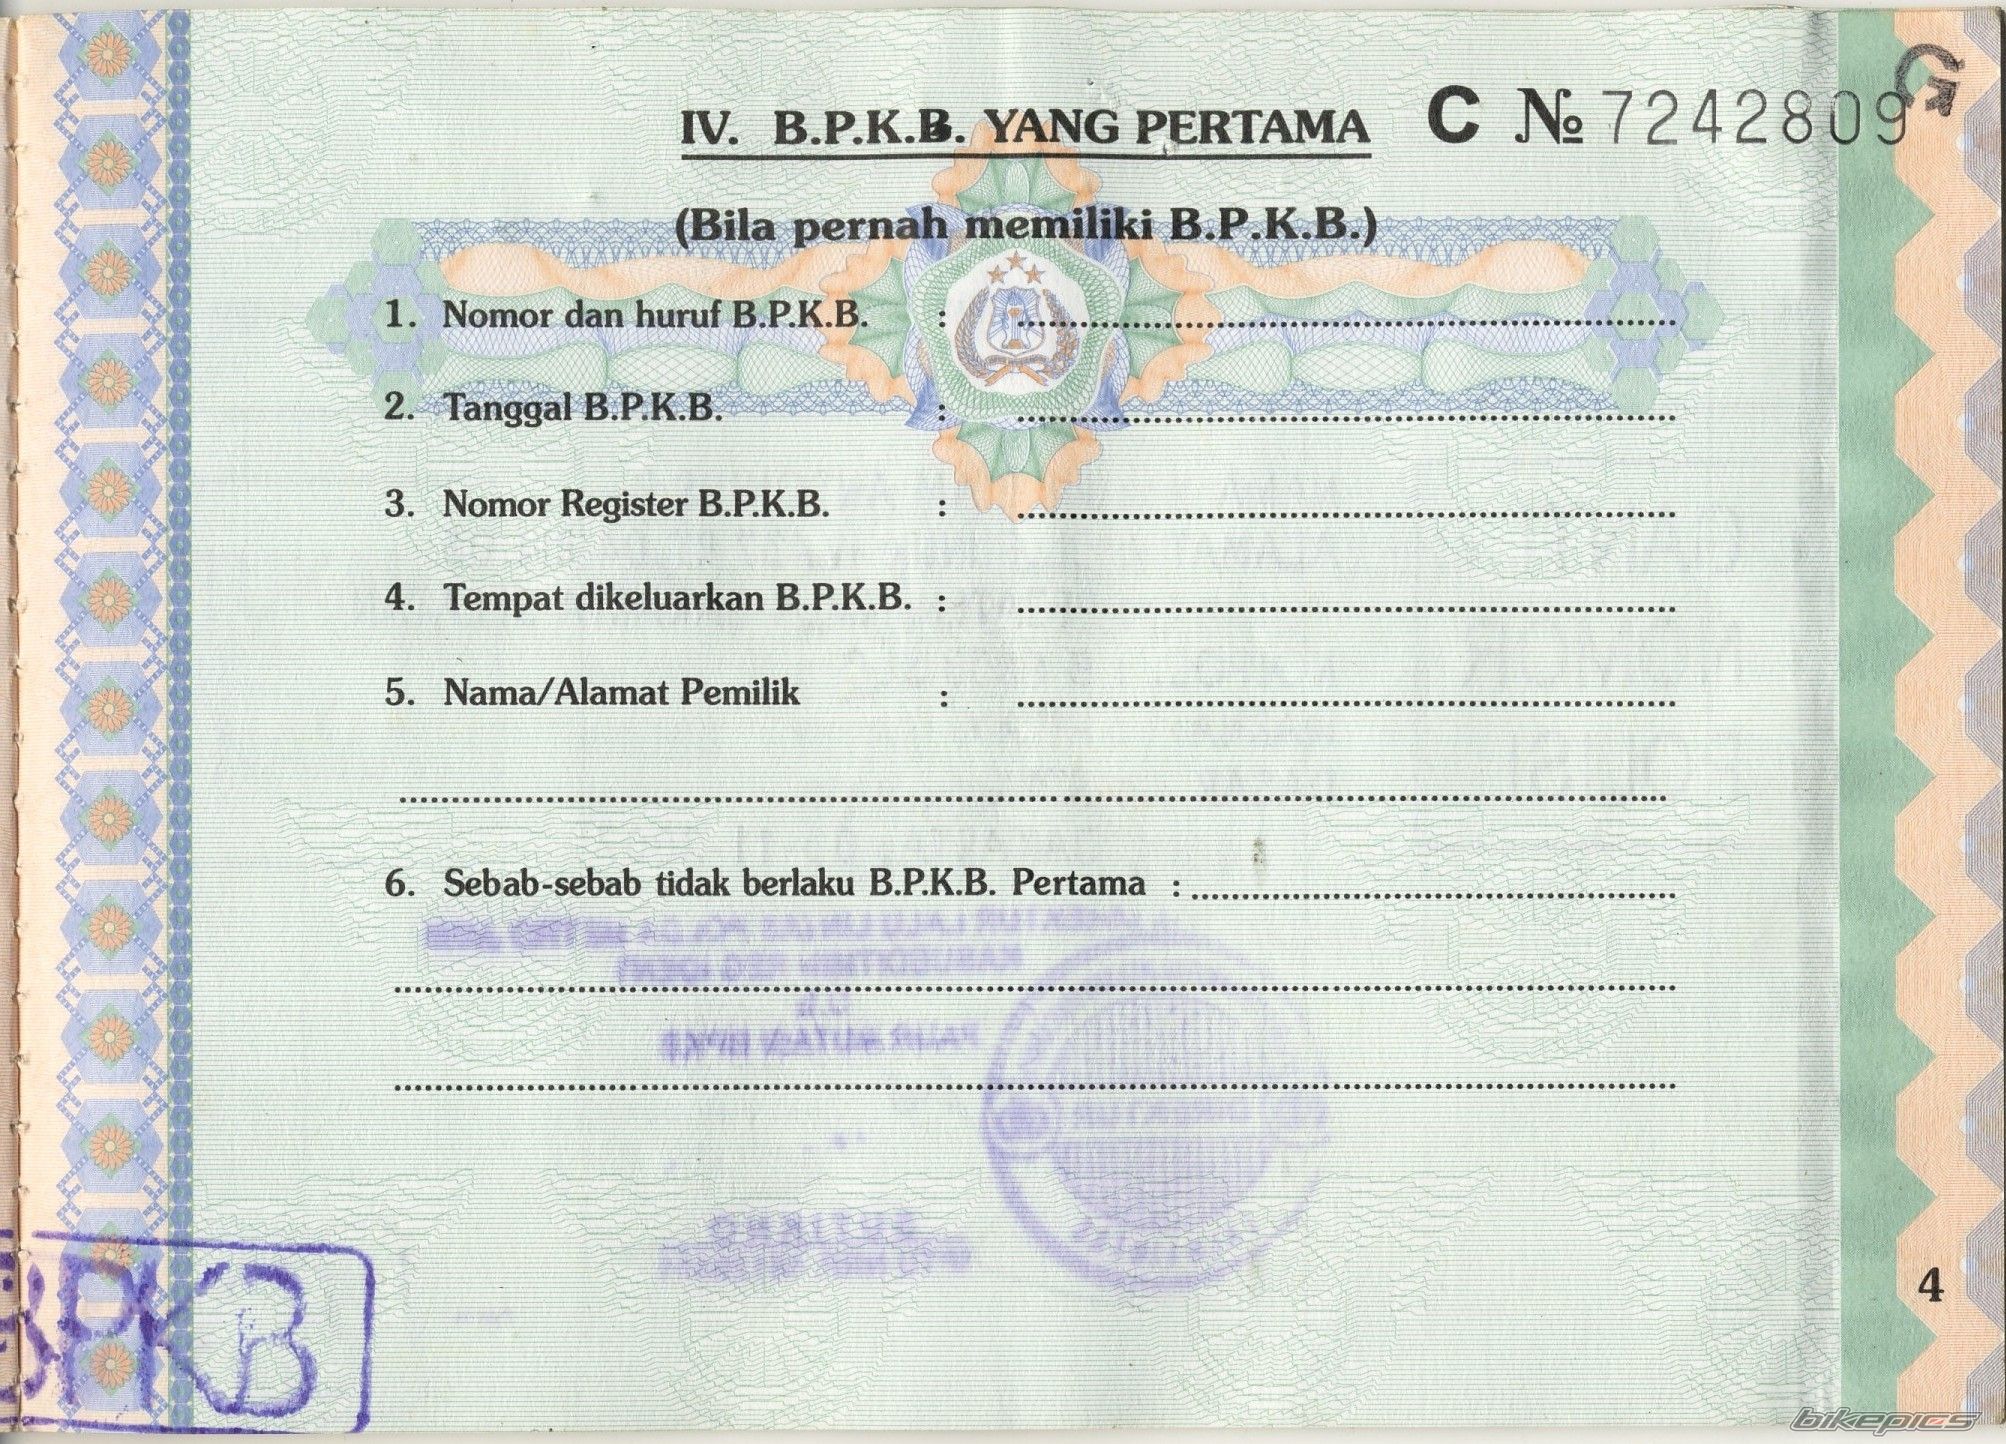 IV. B.P.K.B. YANG PERTAMA C № 7242809 G
(Bila pernah memiliki B.P.K.B.)
1. Nomor dan huruf B.P.K.B. :
2. Tanggal B.P.K.B. :
3. Nomor Register B.P.K.B. :
4. Tempat dikeluarkan B.P.K.B. :
5. Nama/Alamat Pemilik :
6. Sebab-sebab tidak berlaku B.P.K.B. Pertama :
BPKB
4
bikepics